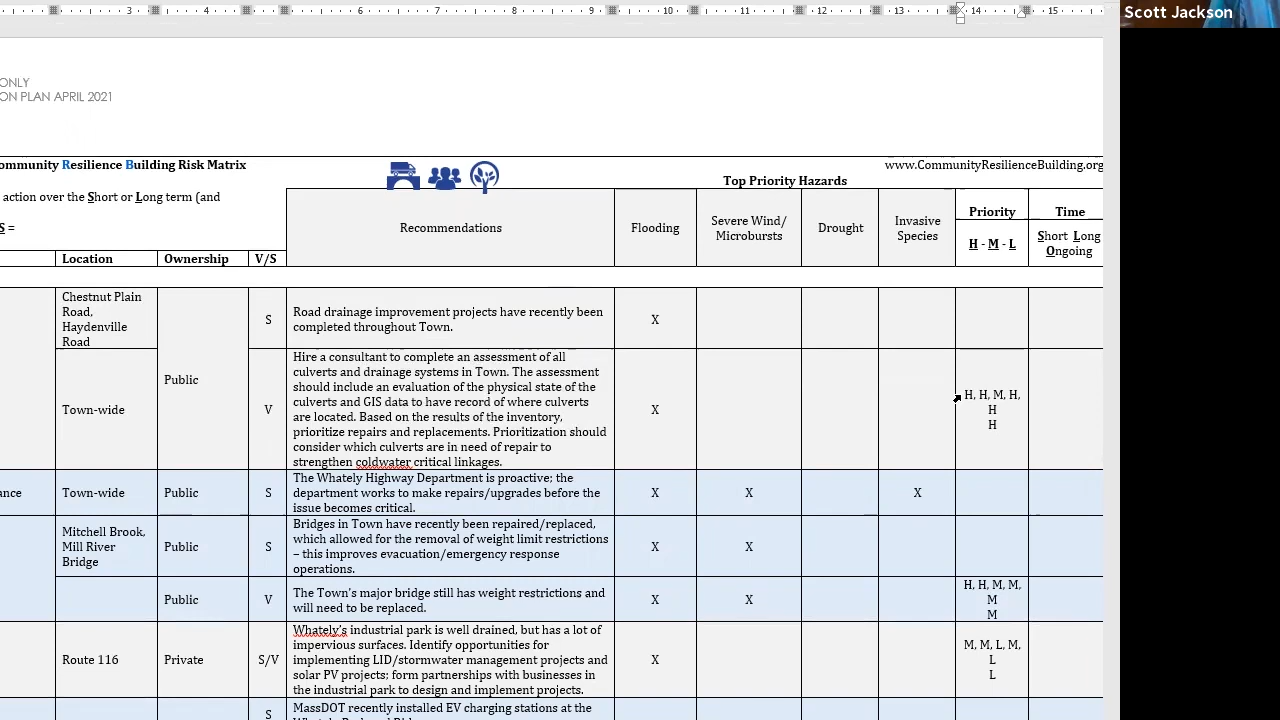 3 4 6 7 8 9 10 11 12 13 14 15
Scott Jackson
ONLY
ON PLAN APRIL 2021
ommunity Resilience Building Risk Matrix
www.CommunityResilienceBuilding.org
Top Priority Hazards
action over the Short or Long term (and
S =
Recommendations
Flooding
Severe Wind/
Microbursts
Drought
Invasive
Species
Priority
H - M - L
Time
Short Long
Ongoing
Location
Ownership
V/S
Chestnut Plain
Road,
Haydenville
Road
Public
S
Road drainage improvement projects have recently been
completed throughout Town.
X
Town-wide
V
Hire a consultant to complete an assessment of all
culverts and drainage systems in Town. The assessment
should include an evaluation of the physical state of the
culverts and GIS data to have record of where culverts
are located. Based on the results of the inventory,
prioritize repairs and replacements. Prioritization should
consider which culverts are in need of repair to
strengthen coldwater critical linkages.
X
H, H, M, H,
H
H
ance
Town-wide
Public
S
The Whately Highway Department is proactive; the
department works to make repairs/upgrades before the
issue becomes critical.
X
X
X
Mitchell Brook,
Mill River
Bridge
Public
S
Bridges in Town have recently been repaired/replaced,
which allowed for the removal of weight limit restrictions
– this improves evacuation/emergency response
operations.
X
X
Public
V
The Town's major bridge still has weight restrictions and
will need to be replaced.
X
X
H, H, M, M,
M
M
Route 116
Private
S/V
Whately's industrial park is well drained, but has a lot of
impervious surfaces. Identify opportunities for
implementing LID/stormwater management projects and
solar PV projects; form partnerships with businesses in
the industrial park to design and implement projects.
X
M, M, L, M,
L
L
S
MassDOT recently installed EV charging stations at the